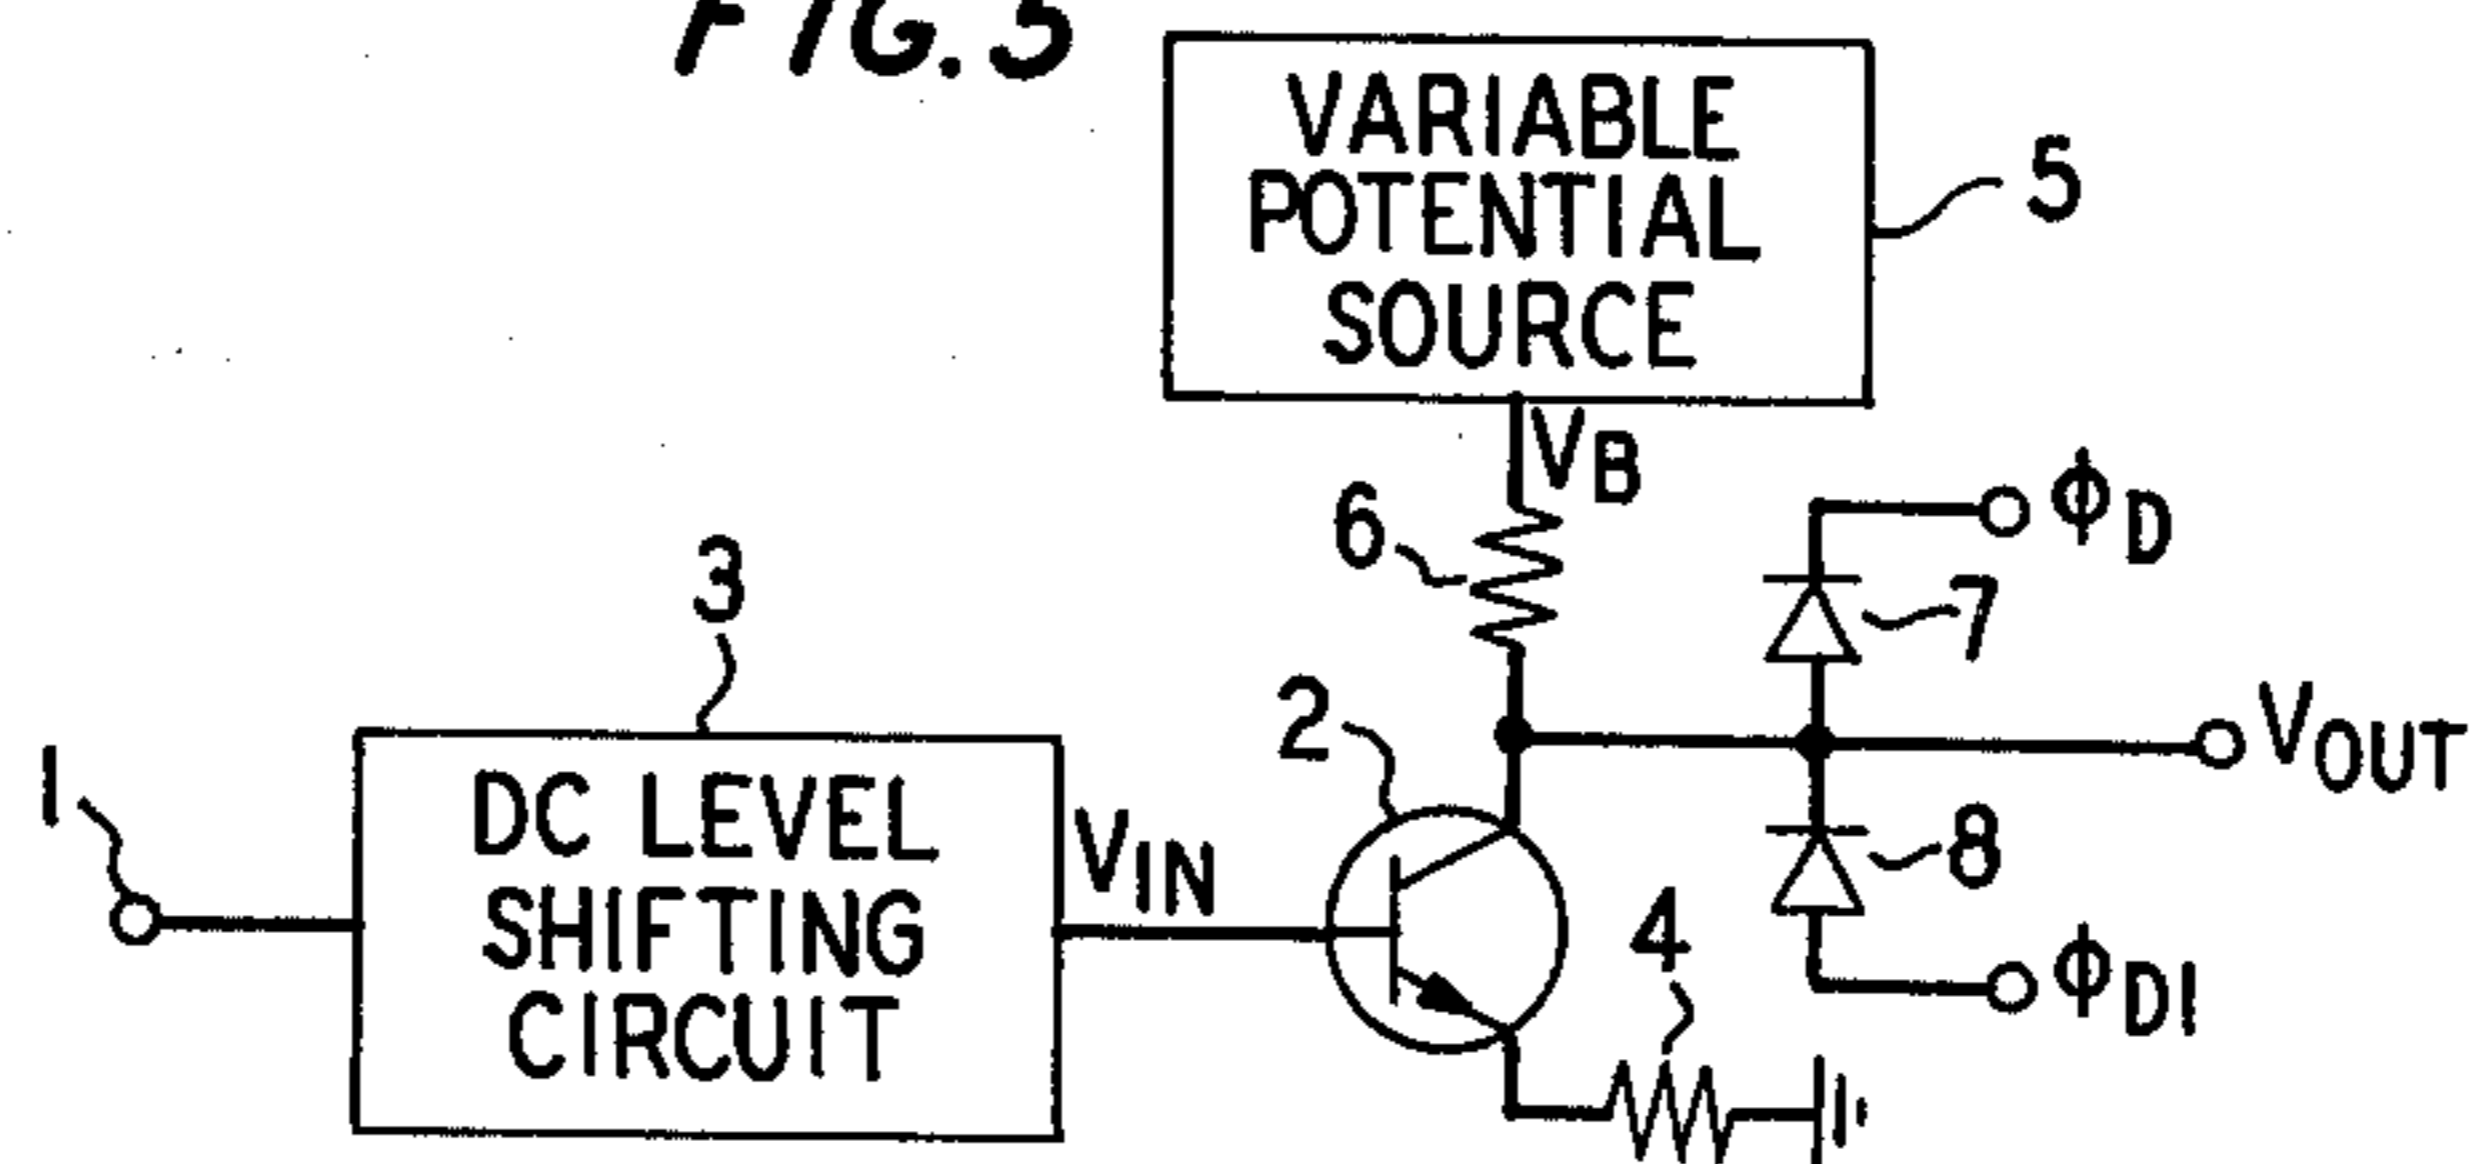 FIG. 5
VARIABLE
POTENTIAL
SOURCE
5
VB
6
ϕD
7
3
2
VOUT
1
DC LEVEL
SHIFTING
CIRCUIT
VIN
8
4
ϕD1